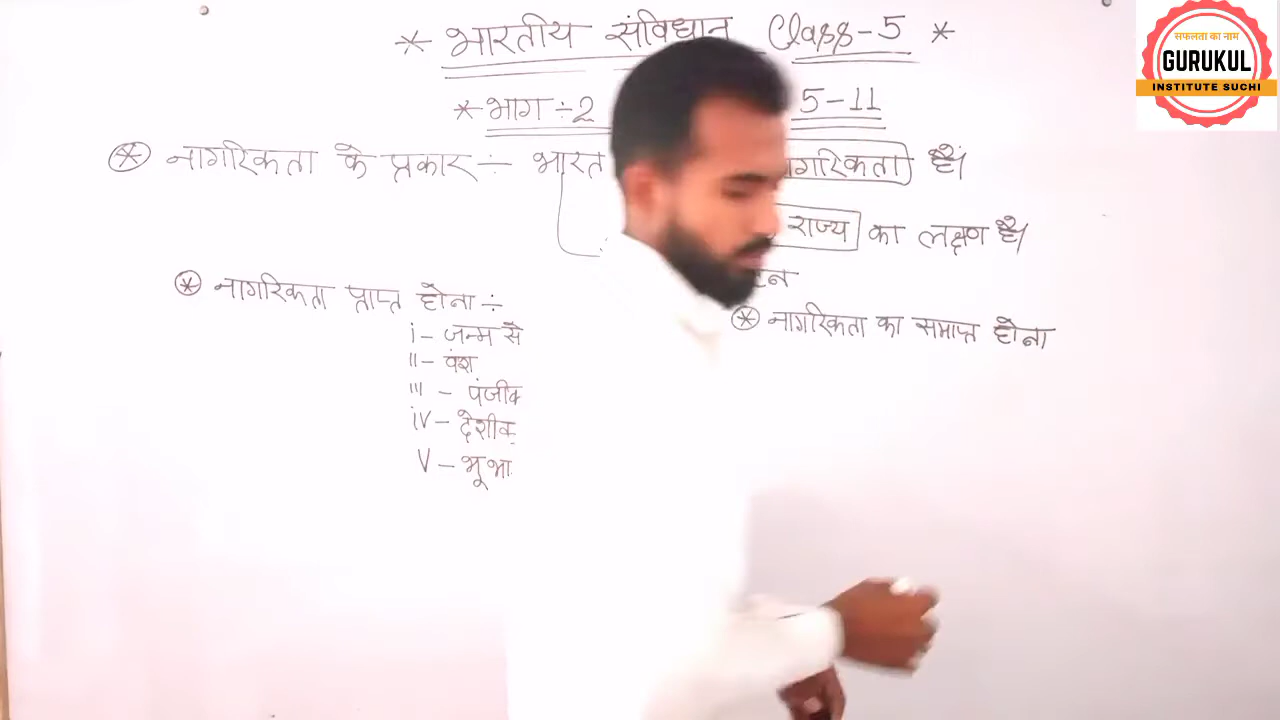 * भारतीय संविधान Class-5 *
* भाग ÷ 2 5-11
* नागरिकता के प्रकार ÷ भारत गरिकता है।
राज्य का लक्षण है।
* नागरिकता प्राप्त होना ÷
i - जन्म से
ii - वंश
iii - पंजीक
iv - देशीक
V - भू भा
* नागरिकता का समाप्त होना
सफलता का नाम
GURUKUL
INSTITUTE SUCHI